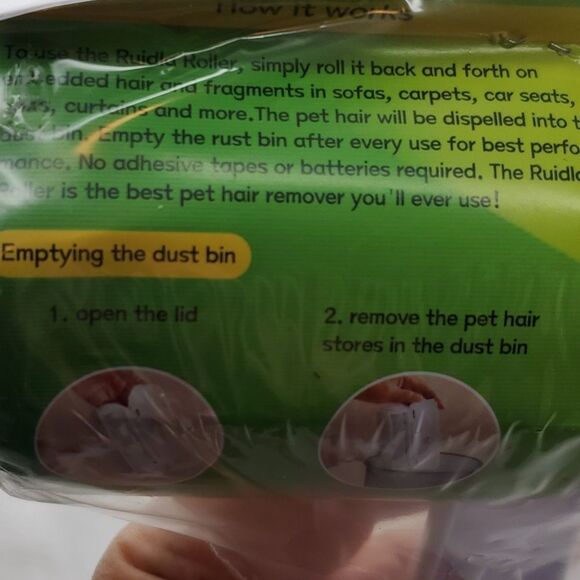 How it works
To use the Ruidla Roller, simply roll it back and forth on
embedded hair and fragments in sofas, carpets, car seats,
curtains and more.The pet hair will be dispelled into t
dust bin. Empty the rust bin after every use for best perfo
mance. No adhesive tapes or batteries required. The Ruidla
Roller is the best pet hair remover you'll ever use!
Emptying the dust bin
1. open the lid
2. remove the pet hair
stores in the dust bin